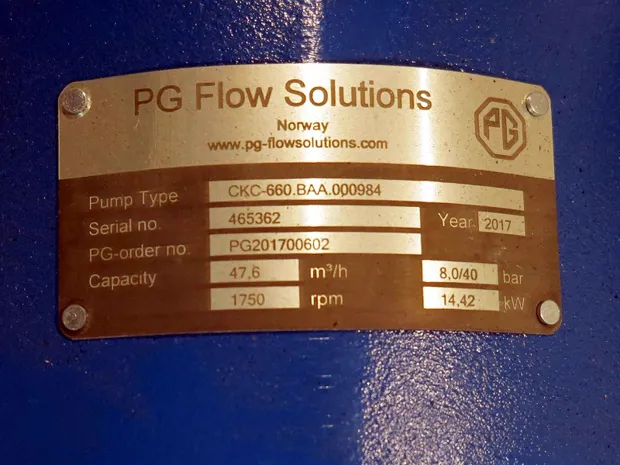 PG Flow Solutions
Norway
www.pg-flowsolutions.com
PG
Pump Type CKC-660.BAA.000984
Serial no. 465362 Year 2017
PG-order no. PG201700602
Capacity 47,6 m³/h 8,0/40 bar
1750 rpm 14,42 kW